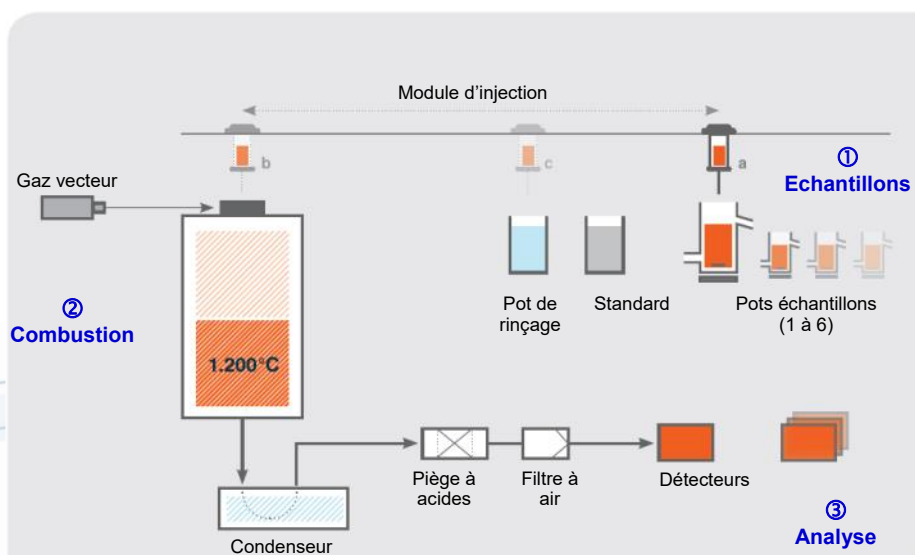 Module d'injection
b
c
a
①
Echantillons
Gaz vecteur
Pot de
rinçage
Standard
Pots échantillons
(1 à 6)
②
Combustion
1.200°C
Piège à
acides
Filtre à
air
Détecteurs
Condenseur
③
Analyse